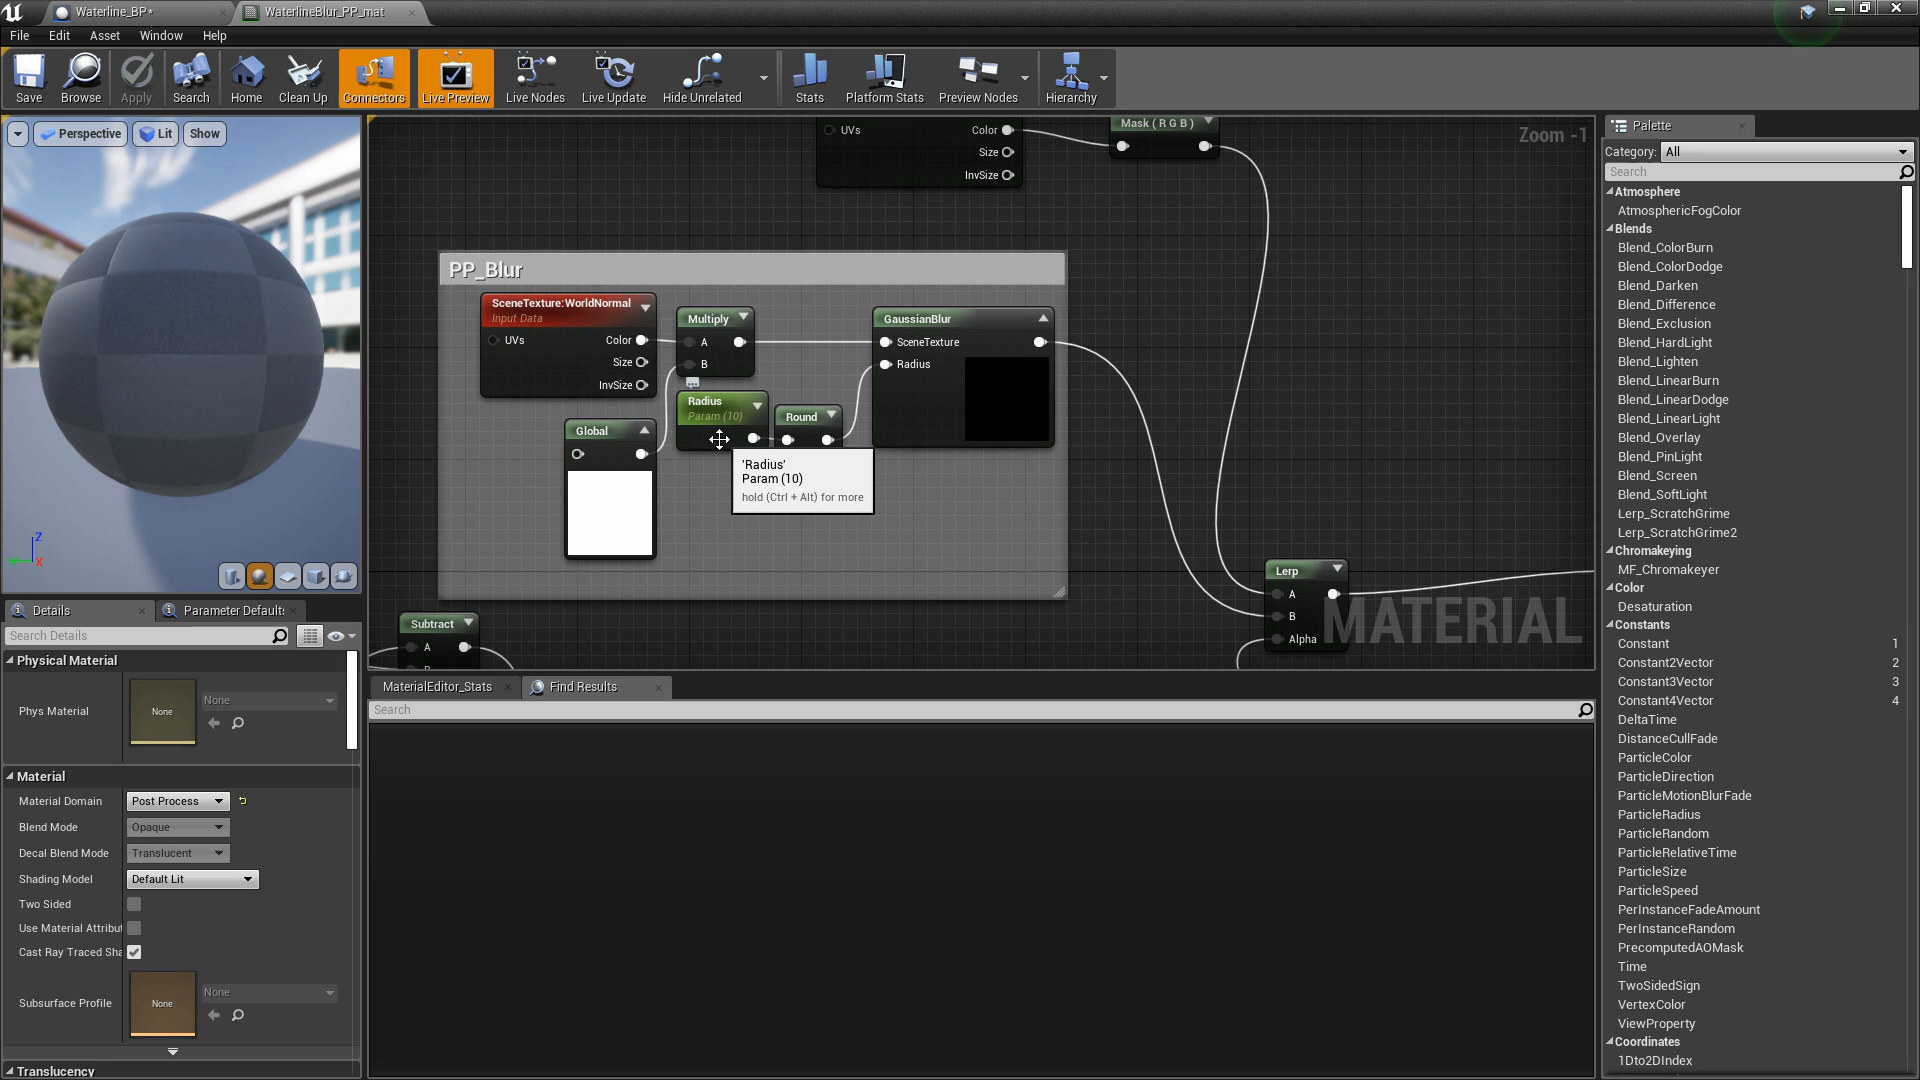 Waterline_BP*
WaterlineBlur_PP_mat
File
Edit
Asset
Window
Help
Save
Browse
Apply
Search
Home
Clean Up
Connectors
Live Preview
Live Nodes
Live Update
Hide Unrelated
Stats
Platform Stats
Preview Nodes
Hierarchy
Perspective
Lit
Show
Z
X
Zoom -1
UVs
Color
Size
InvSize
Mask ( R G B )
PP_Blur
SceneTexture:WorldNormal
Input Data
UVs
Color
Size
InvSize
Multiply
A
B
GaussianBlur
SceneTexture
Radius
Radius
Param (10)
Round
Global
'Radius'
Param (10)
hold (Ctrl + Alt) for more
Lerp
A
B
Alpha
MATERIAL
Subtract
A
Details
Parameter Defaults
Search Details
Physical Material
Phys Material
None
None
Material
Material Domain
Post Process
Blend Mode
Opaque
Decal Blend Mode
Translucent
Shading Model
Default Lit
Two Sided
Use Material Attribut
Cast Ray Traced Sha
Subsurface Profile
None
None
Translucency
MaterialEditor_Stats
Find Results
Search
Palette
Category:
All
Search
Atmosphere
AtmosphericFogColor
Blends
Blend_ColorBurn
Blend_ColorDodge
Blend_Darken
Blend_Difference
Blend_Exclusion
Blend_HardLight
Blend_Lighten
Blend_LinearBurn
Blend_LinearDodge
Blend_LinearLight
Blend_Overlay
Blend_PinLight
Blend_Screen
Blend_SoftLight
Lerp_ScratchGrime
Lerp_ScratchGrime2
Chromakeying
MF_Chromakeyer
Color
Desaturation
Constants
Constant 1
Constant2Vector 2
Constant3Vector 3
Constant4Vector 4
DeltaTime
DistanceCullFade
ParticleColor
ParticleDirection
ParticleMotionBlurFade
ParticleRadius
ParticleRandom
ParticleRelativeTime
ParticleSize
ParticleSpeed
PerInstanceFadeAmount
PerInstanceRandom
PrecomputedAOMask
Time
TwoSidedSign
VertexColor
ViewProperty
Coordinates
1Dto2DIndex